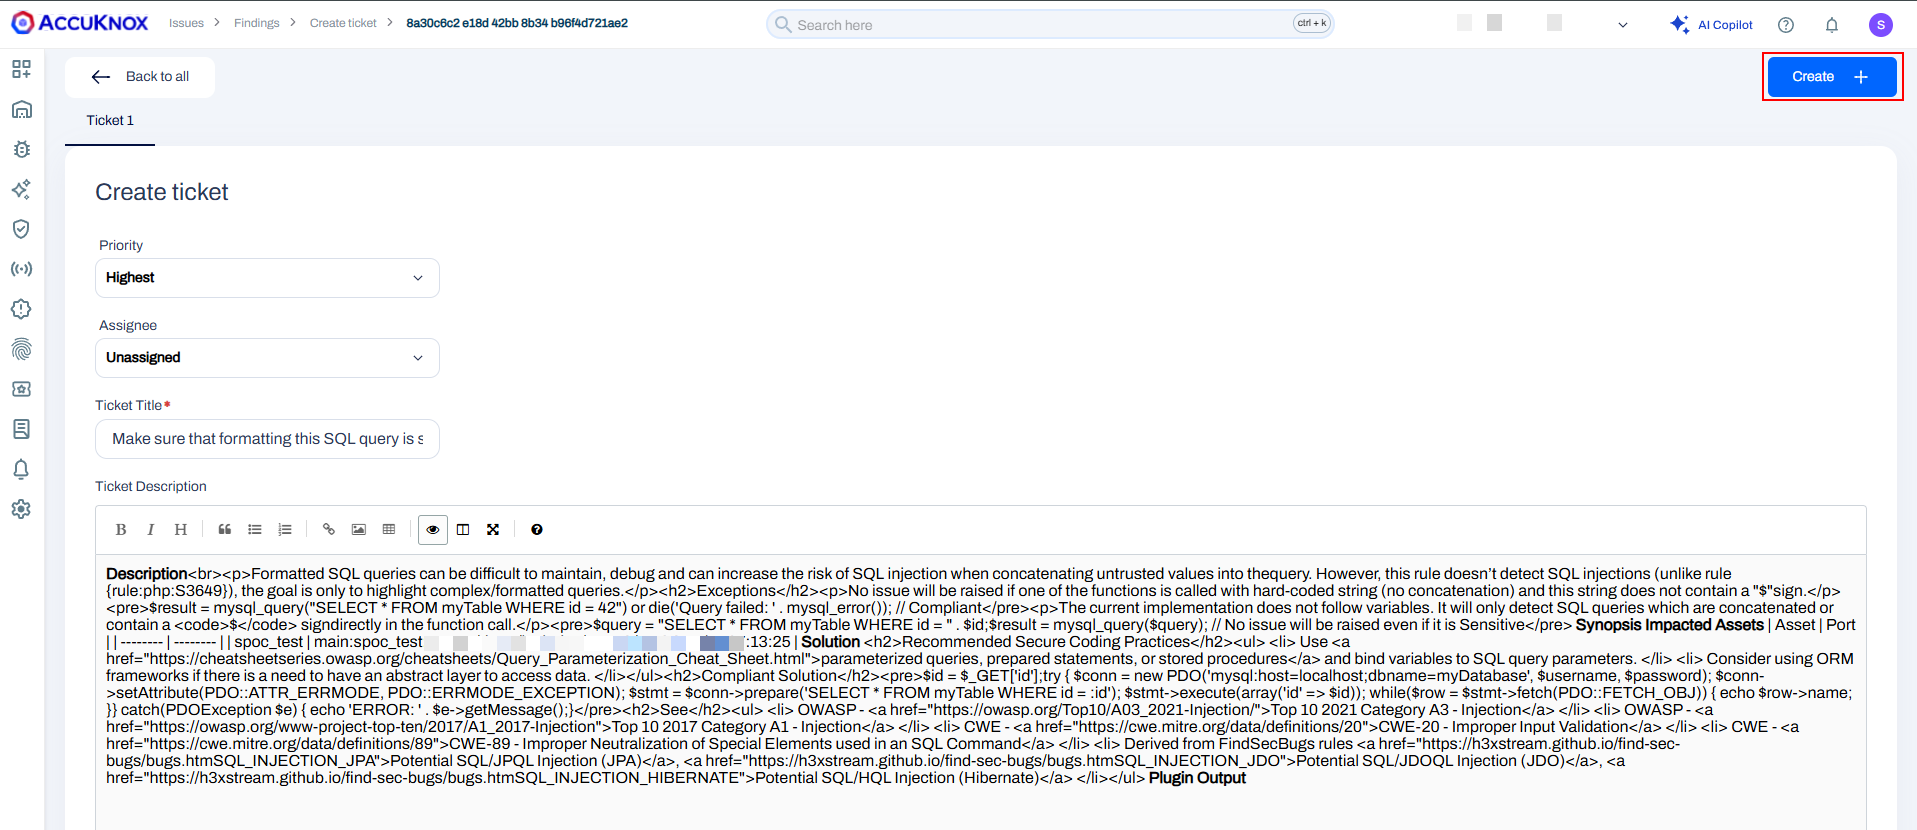 ACCUKNOX
Issues > Findings > Create ticket > 8a30c6c2 e18d 42bb 8b34 b96f4d721ae2
Search here
ctrl + k
AI Copilot
S
Back to all
Create +
Ticket 1
Create ticket
Priority
Highest
Assignee
Unassigned
Ticket Title*
Make sure that formatting this SQL query is s
Ticket Description
B I H
Description<br><p>Formatted SQL queries can be difficult to maintain, debug and can increase the risk of SQL injection when concatenating untrusted values into thequery. However, this rule doesn’t detect SQL injections (unlike rule
{rule:php:S3649}), the goal is only to highlight complex/formatted queries.</p><h2>Exceptions</h2><p>No issue will be raised if one of the functions is called with hard-coded string (no concatenation) and this string does not contain a "$"sign.</p>
<pre>$result = mysql_query("SELECT * FROM myTable WHERE id = 42") or die('Query failed: ' . mysql_error()); // Compliant</pre><p>The current implementation does not follow variables. It will only detect SQL queries which are concatenated or
contain a <code>$</code> signdirectly in the function call.</p><pre>$query = "SELECT * FROM myTable WHERE id = " . $id;$result = mysql_query($query); // No issue will be raised even if it is Sensitive</pre> Synopsis Impacted Assets | Asset | Port
| | -------- | -------- | | spoc_test | main:spoc_test :13:25 | Solution <h2>Recommended Secure Coding Practices</h2><ul> <li> Use <a
href="https://cheatsheetseries.owasp.org/cheatsheets/Query_Parameterization_Cheat_Sheet.html">parameterized queries, prepared statements, or stored procedures</a> and bind variables to SQL query parameters. </li> <li> Consider using ORM
frameworks if there is a need to have an abstract layer to access data. </li></ul><h2>Compliant Solution</h2><pre>$id = $_GET['id'];try { $conn = new PDO('mysql:host=localhost;dbname=myDatabase', $username, $password); $conn-
>setAttribute(PDO::ATTR_ERRMODE, PDO::ERRMODE_EXCEPTION); $stmt = $conn->prepare('SELECT * FROM myTable WHERE id = :id'); $stmt->execute(array('id' => $id)); while($row = $stmt->fetch(PDO::FETCH_OBJ)) { echo $row->name;
}} catch(PDOException $e) { echo 'ERROR: ' . $e->getMessage();}</pre><h2>See</h2><ul> <li> OWASP - <a href="https://owasp.org/Top10/A03_2021-Injection/">Top 10 2021 Category A3 - Injection</a> </li> <li> OWASP - <a
href="https://owasp.org/www-project-top-ten/2017/A1_2017-Injection">Top 10 2017 Category A1 - Injection</a> </li> <li> CWE - <a href="https://cwe.mitre.org/data/definitions/20">CWE-20 - Improper Input Validation</a> </li> <li> CWE - <a
href="https://cwe.mitre.org/data/definitions/89">CWE-89 - Improper Neutralization of Special Elements used in an SQL Command</a> </li> <li> Derived from FindSecBugs rules <a href="https://h3xstream.github.io/find-sec-
bugs/bugs.htmSQL_INJECTION_JPA">Potential SQL/JPQL Injection (JPA)</a>, <a href="https://h3xstream.github.io/find-sec-bugs/bugs.htmSQL_INJECTION_JDO">Potential SQL/JDOQL Injection (JDO)</a>, <a
href="https://h3xstream.github.io/find-sec-bugs/bugs.htmSQL_INJECTION_HIBERNATE">Potential SQL/HQL Injection (Hibernate)</a> </li></ul> Plugin Output